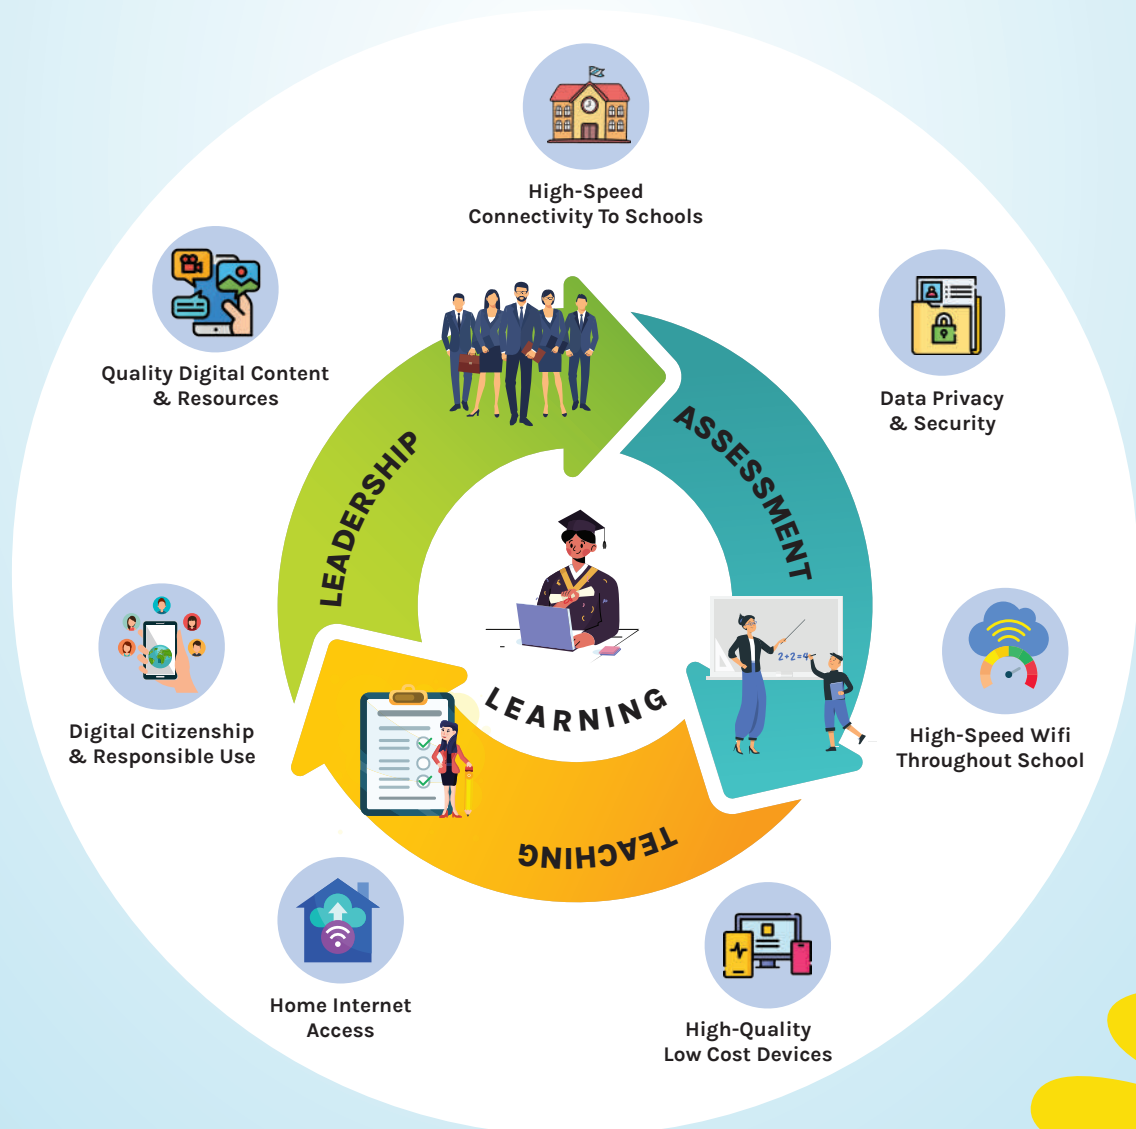 High-Speed
Connectivity To Schools
Quality Digital Content
& Resources
Data Privacy
& Security
LEADERSHIP
ASSESSMENT
2+2=4
LEARNING
Digital Citizenship
& Responsible Use
High-Speed Wifi
Throughout School
TEACHING
Home Internet
Access
High-Quality
Low Cost Devices